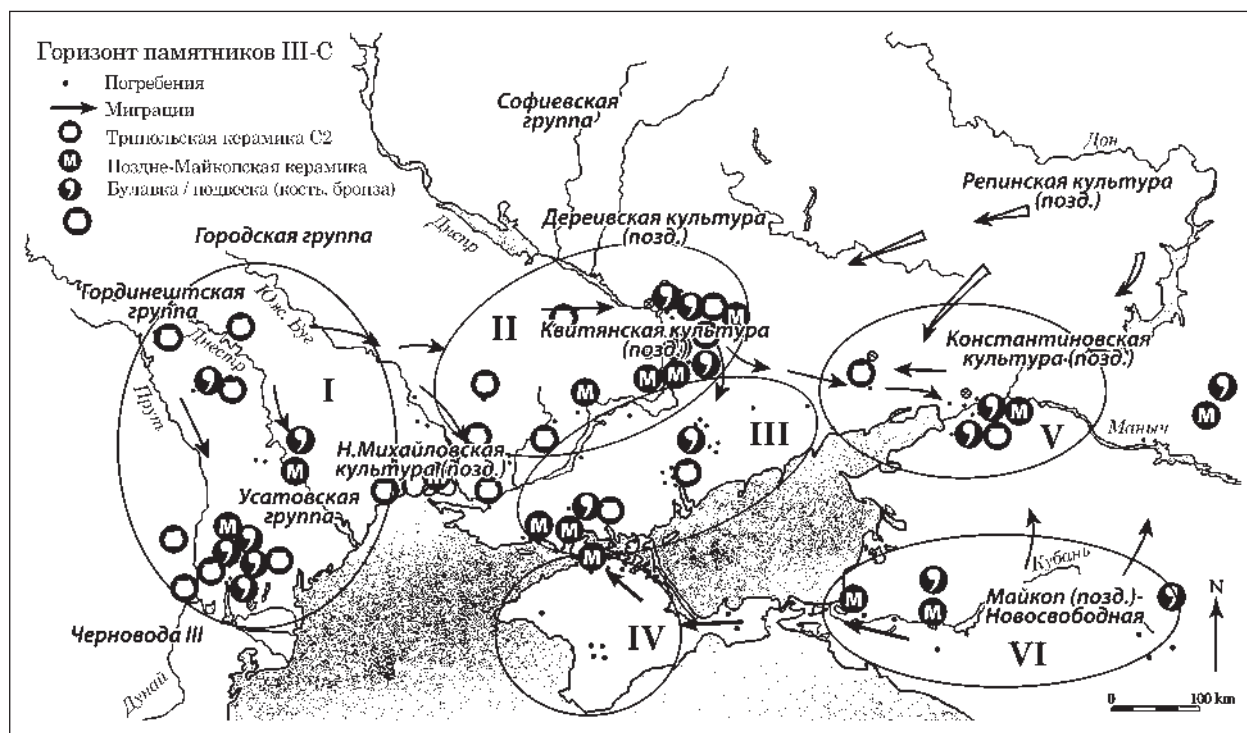 Горизонт памятников III-C
Погребения
Миграции
Трипольская керамика С2
Поздне-Майкопская керамика
Булавка / подвеска (кость, бронза)
Софиевская
группа
Дон
Репинская культура
(позд.)
Дереивская культура
(позд.)
Днепр
Городская группа
Гординештская
группа
Юж. Буг
Днестр
Прут
I
II
Квитянская культура
(позд.)
Константиновская
культура (позд.)
III
V
Маныч
Н.Михайловская
культура (позд.)
Усатовская
группа
Кубань
Майкоп (позд.)-
Новосвободная
N
Черновода III
IV
VI
Дунай
0 100 km
M
M
M
M
M
M
M
M
M
M
M
M
M
M